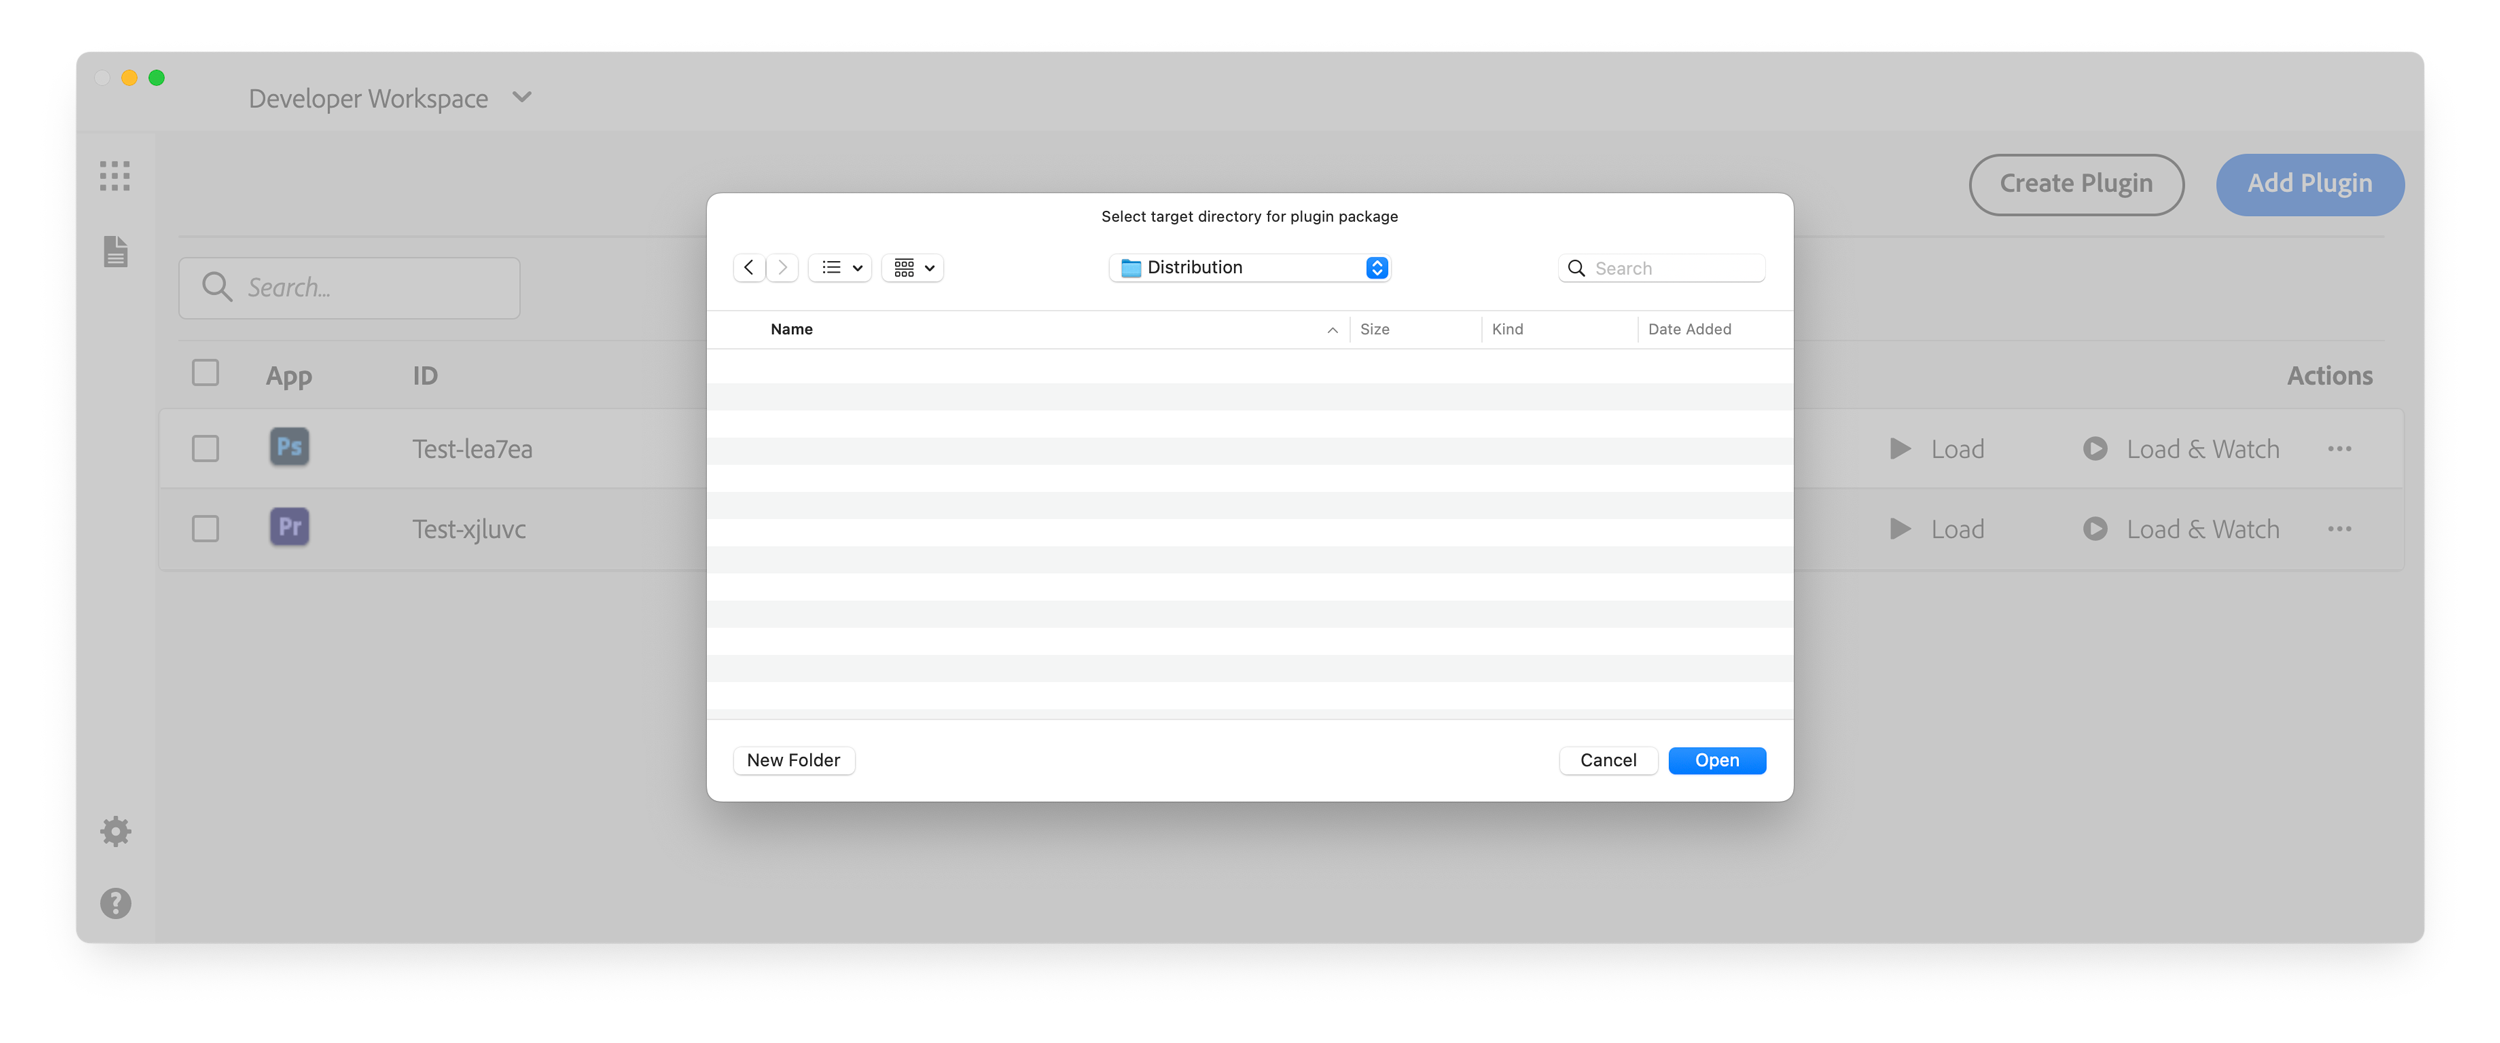 Developer Workspace
Create Plugin
Add Plugin
Select target directory for plugin package
Distribution
Search
Search...
Name
Size
Kind
Date Added
App
ID
Actions
Ps
Test-lea7ea
Load
Load & Watch
Pr
Test-xjluvc
Load
Load & Watch
New Folder
Cancel
Open